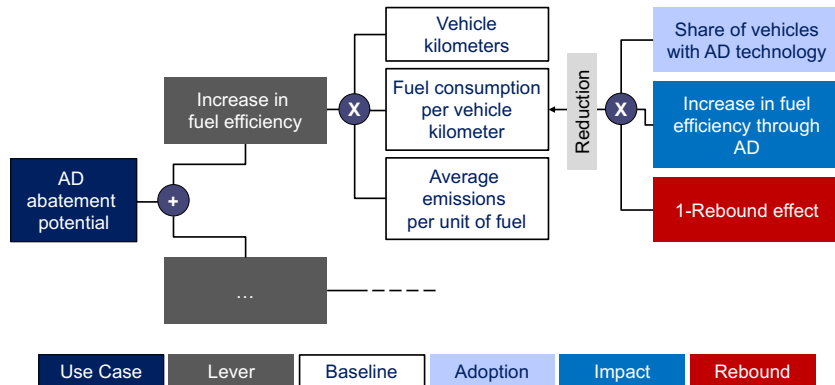 Vehicle
kilometers
Share of vehicles
with AD technology
Increase in
fuel efficiency
X
Fuel consumption
per vehicle
kilometer
Reduction
X
Increase in fuel
efficiency through
AD
AD
abatement
potential
+
Average
emissions
per unit of fuel
1-Rebound effect
...
Use Case
Lever
Baseline
Adoption
Impact
Rebound